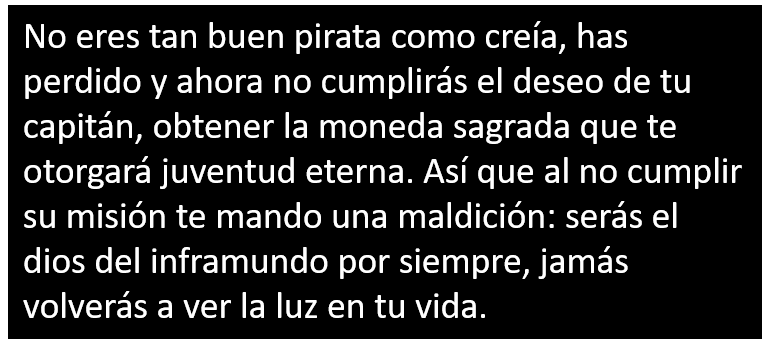 No eres tan buen pirata como creía, has
perdido y ahora no cumplirás el deseo de tu
capitán, obtener la moneda sagrada que te
otorgará juventud eterna. Así que al no cumplir
su misión te mando una maldición: serás el
dios del inframundo por siempre, jamás
volverás a ver la luz en tu vida.